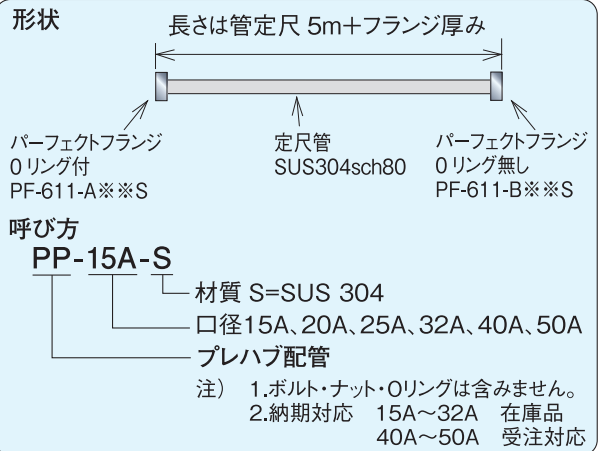 形状
長さは管定尺 5m+フランジ厚み
パーフェクトフランジ
Oリング付
PF-611-A※※S
定尺管
SUS304sch80
パーフェクトフランジ
Oリング無し
PF-611-B※※S
呼び方
PP-15A-S
材質 S=SUS 304
口径15A、20A、25A、32A、40A、50A
プレハブ配管
注) 1.ボルト・ナット・Oリングは含みません。
2.納期対応 15A～32A 在庫品
40A～50A 受注対応